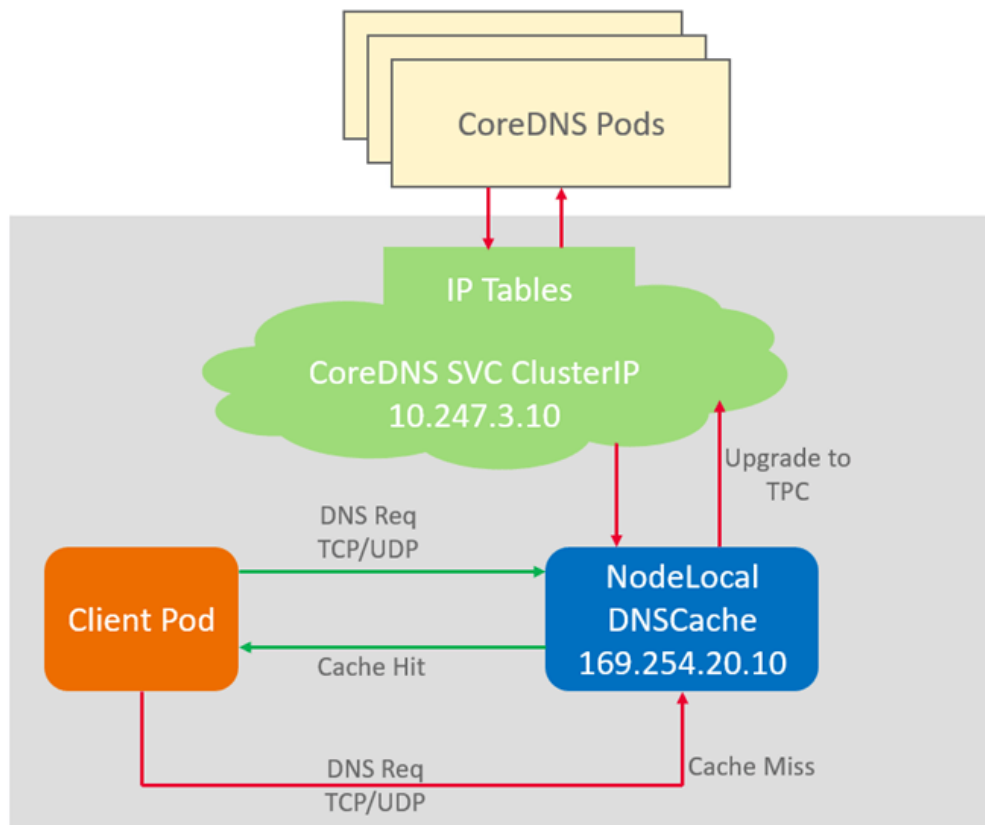 CoreDNS Pods
IP Tables
CoreDNS SVC ClusterIP
10.247.3.10
Upgrade to
TPC
DNS Req
TCP/UDP
Client Pod
NodeLocal
DNSCache
169.254.20.10
Cache Hit
DNS Req
TCP/UDP
Cache Miss